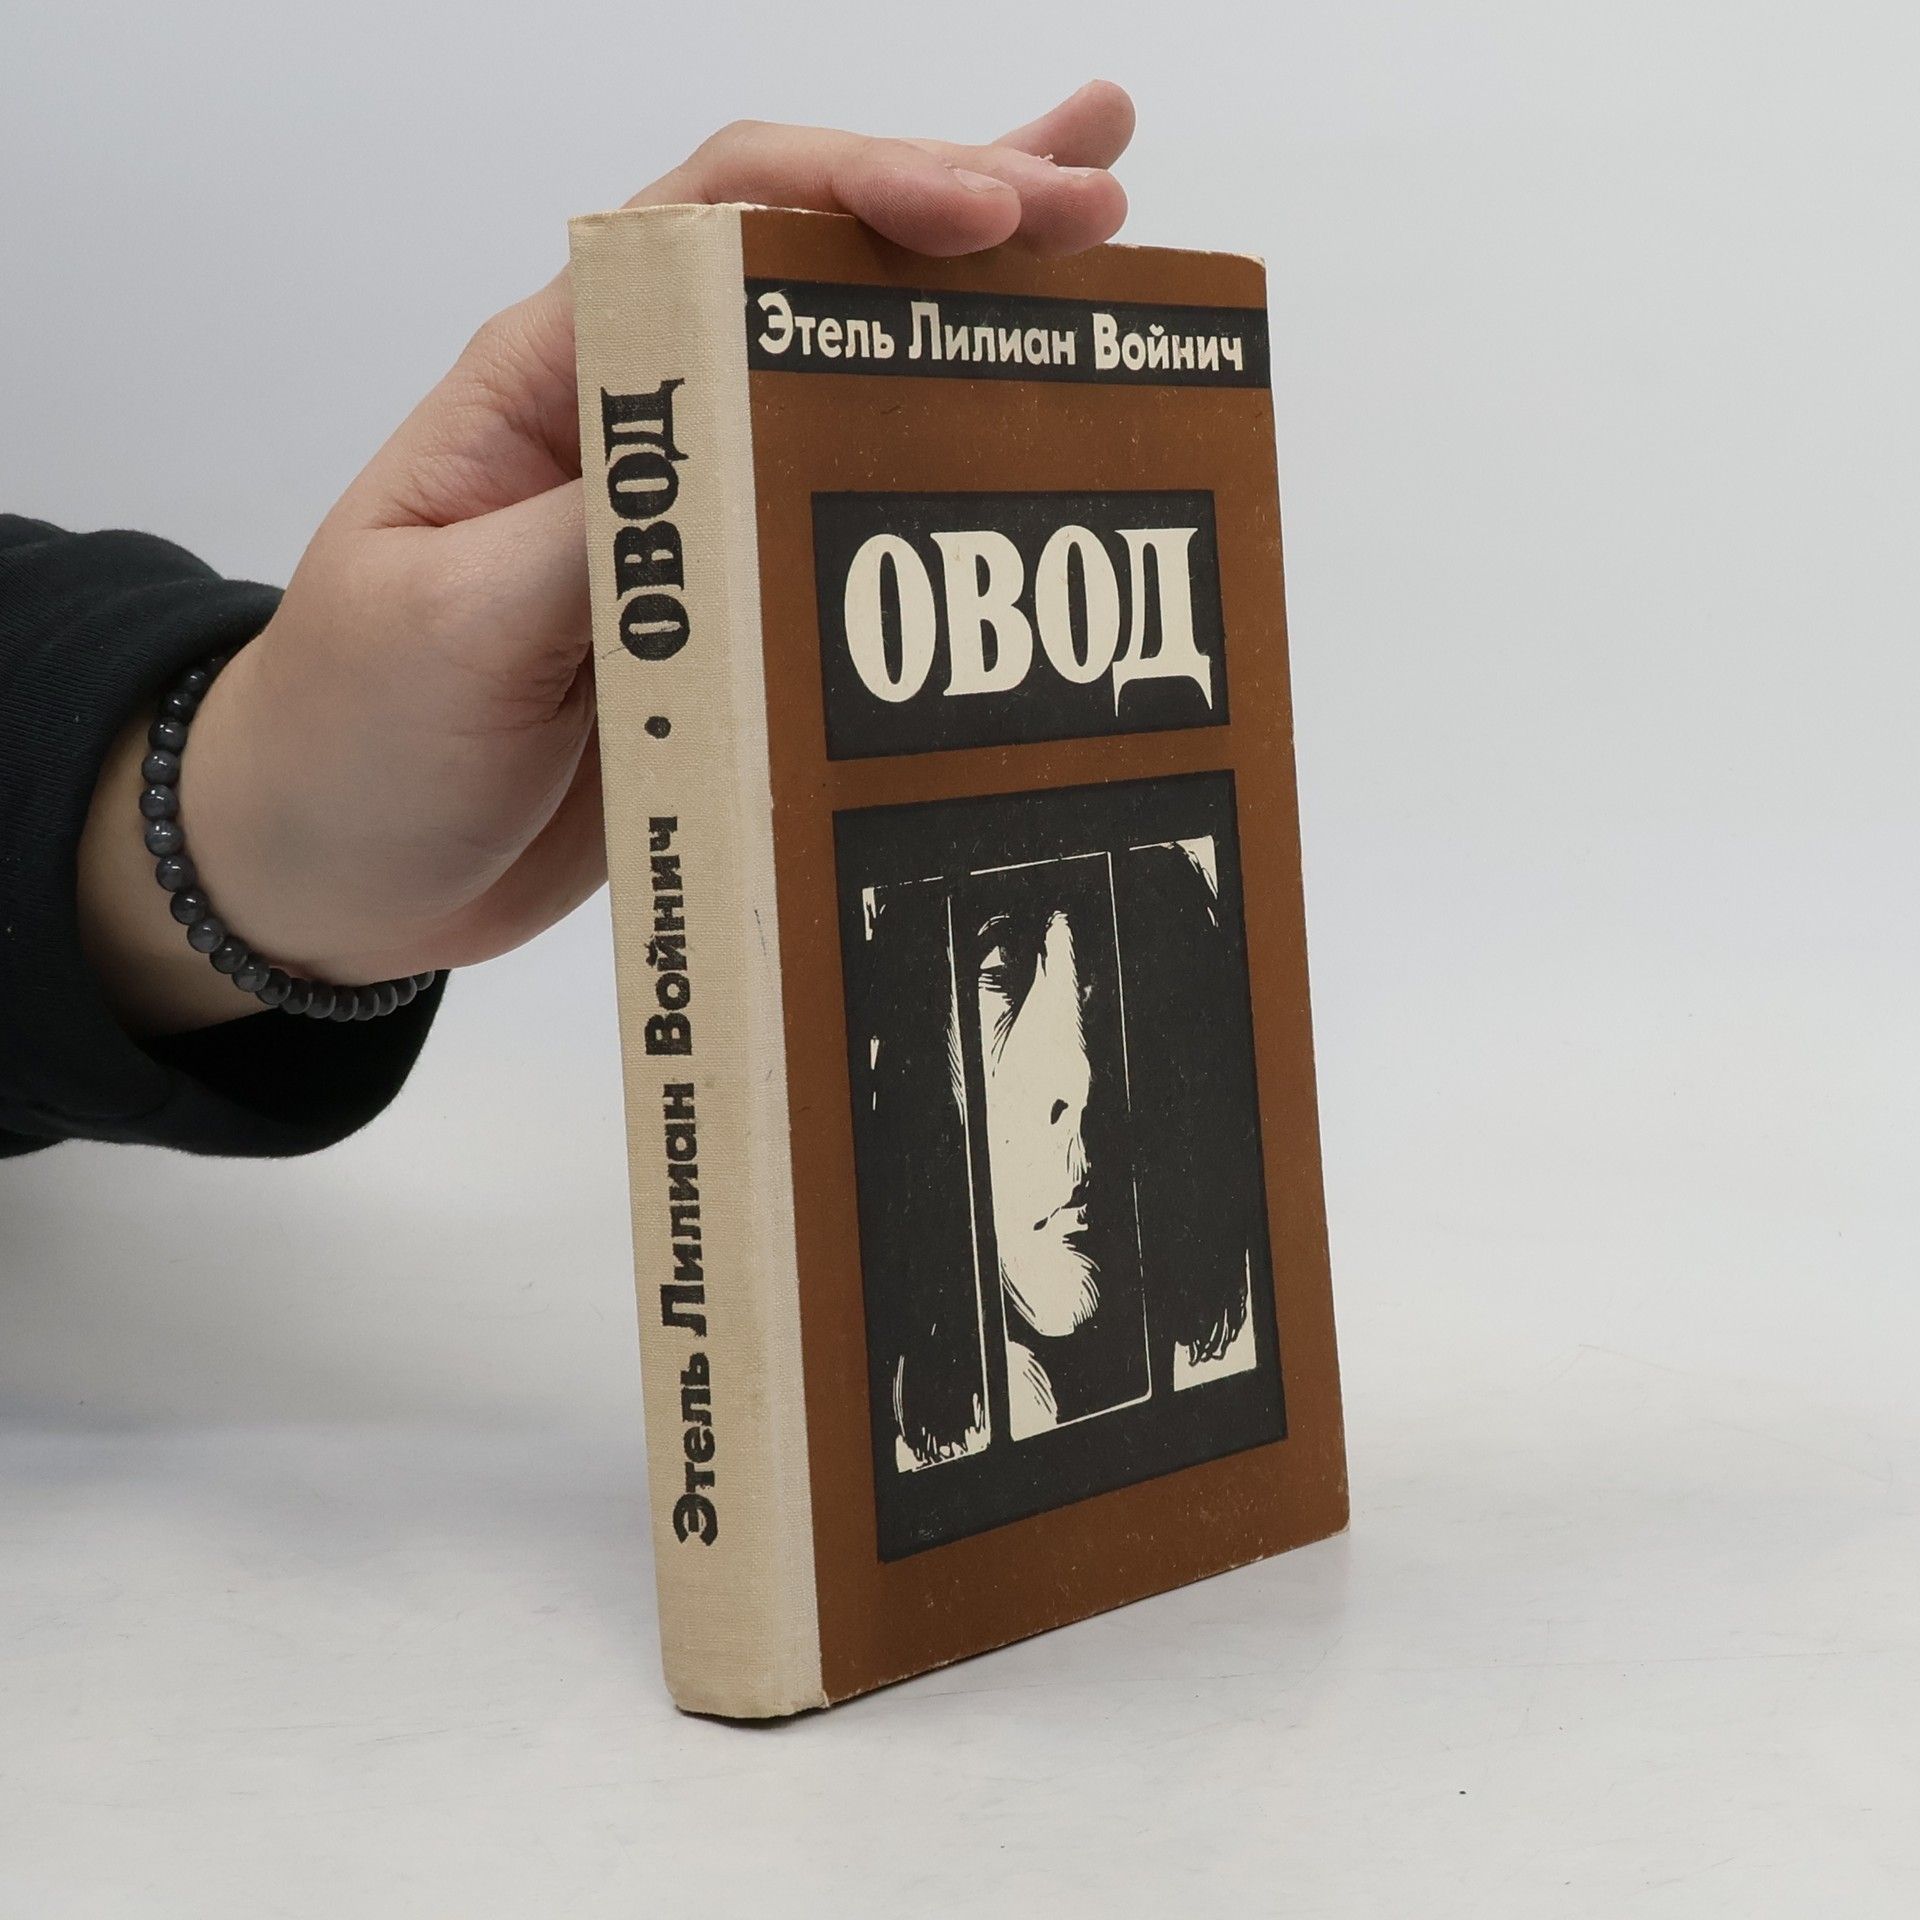 Этель Лилиан Войнич
ОВОД
Этель Лилиан Войнич • ОВОД